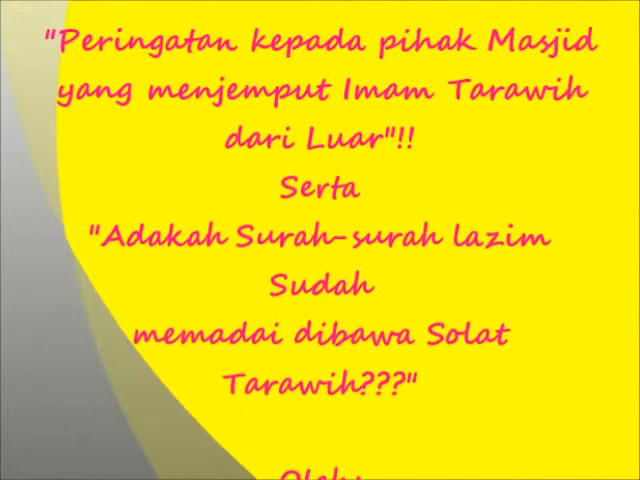 "Peringatan kepada pihak Masjid
yang menjemput Imam Tarawih
dari Luar"!!
Serta
"Adakah Surah-surah lazim
Sudah
memadai dibawa Solat
Tarawih???"